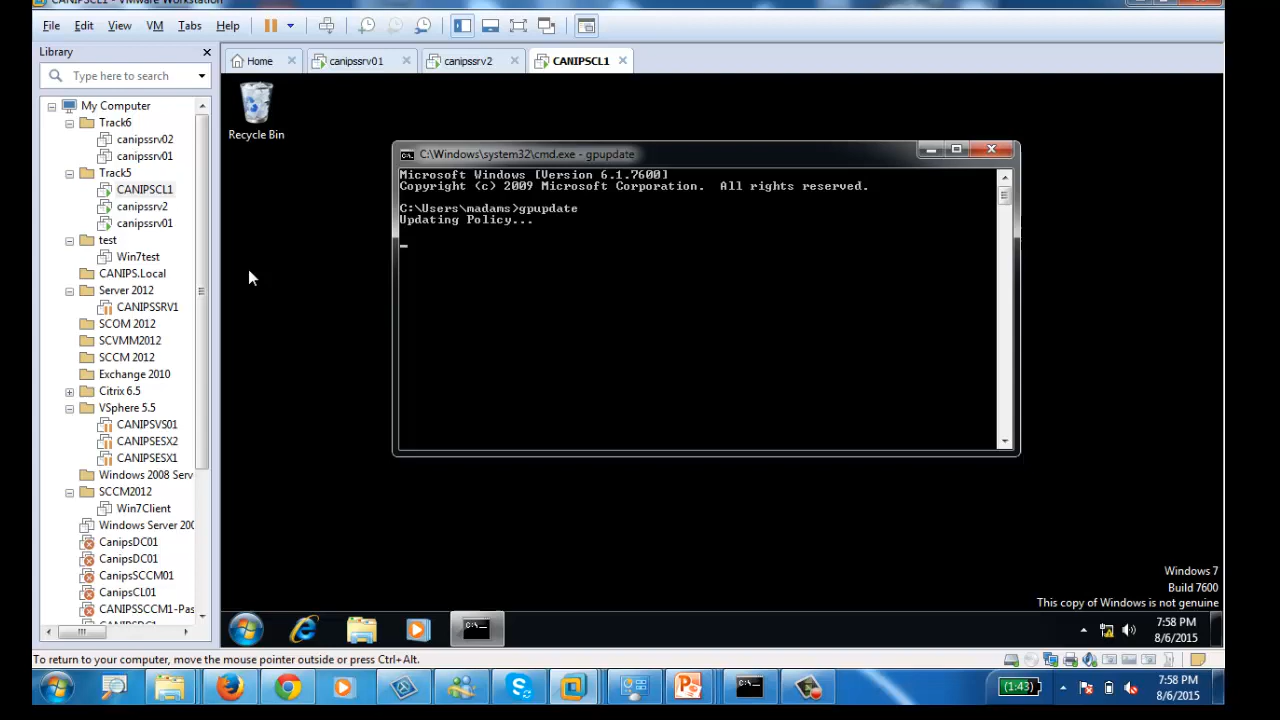 CANIPSCL1 - VMware Workstation
File Edit View VM Tabs Help
Library
Type here to search
Home
canipssrv01
canipssrv2
CANIPSCL1
My Computer
Track6
canipssrv02
canipssrv01
Track5
CANIPSCL1
canipssrv2
canipssrv01
test
Win7test
CANIPS.Local
Server 2012
CANIPSSRV1
SCOM 2012
SCVMM2012
SCCM 2012
Exchange 2010
Citrix 6.5
VSphere 5.5
CANIPSVS01
CANIPSESX2
CANIPSESX1
Windows 2008 Serv
SCCM2012
Win7Client
Windows Server 200
CanipsDC01
CanipsDC01
CanipsSCCM01
CanipsCL01
CANIPSSCCM1-Pas
Recycle Bin
C:\Windows\system32\cmd.exe - gpupdate
Microsoft Windows [Version 6.1.7600]
Copyright (c) 2009 Microsoft Corporation. All rights reserved.
C:\Users\madams>gpupdate
Updating Policy...
Windows 7
Build 7600
This copy of Windows is not genuine
7:58 PM
8/6/2015
To return to your computer, move the mouse pointer outside or press Ctrl+Alt.
(1:43)
7:58 PM
8/6/2015